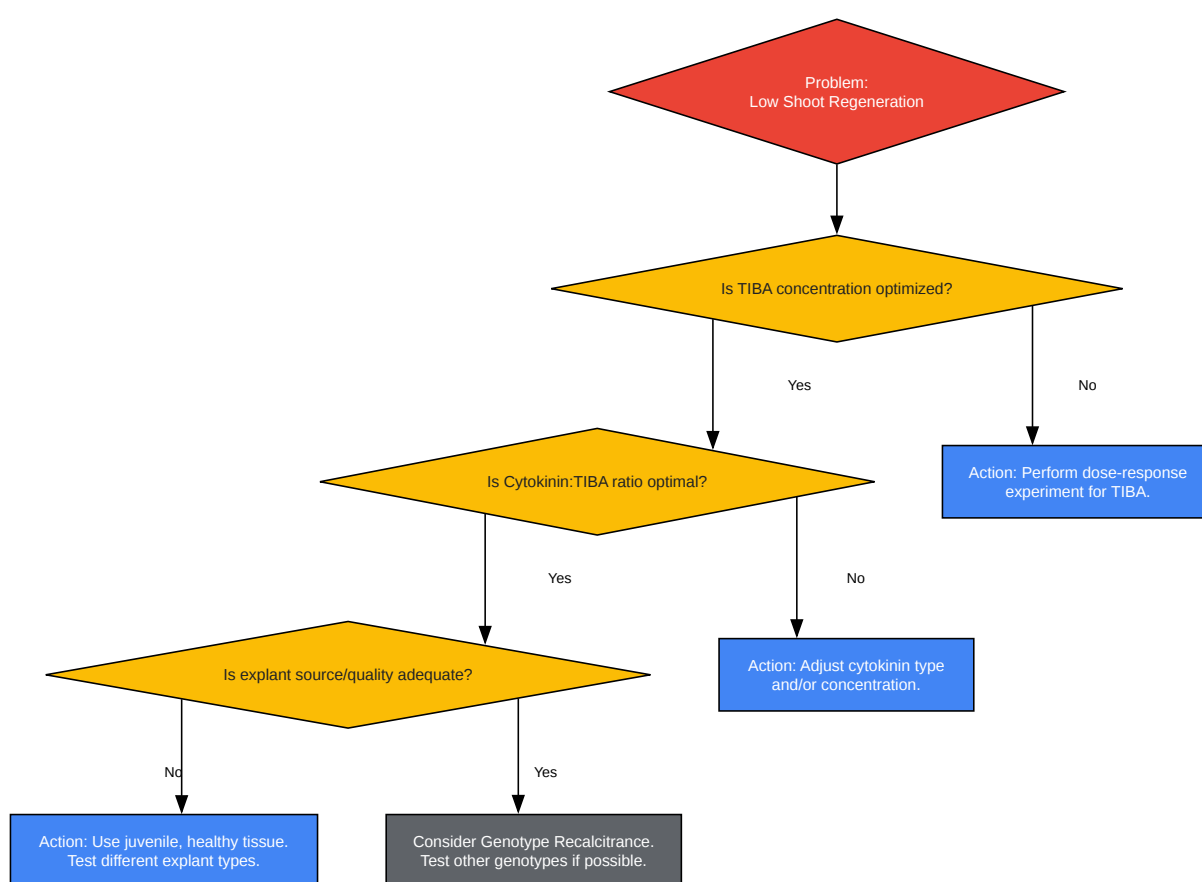 Problem:
Low Shoot Regeneration
Is TIBA concentration optimized?
Yes
No
Is Cytokinin:TIBA ratio optimal?
Action: Perform dose-response
experiment for TIBA.
Yes
No
Is explant source/quality adequate?
Action: Adjust cytokinin type
and/or concentration.
No
Yes
Action: Use juvenile, healthy tissue.
Test different explant types.
Consider Genotype Recalcitrance.
Test other genotypes if possible.